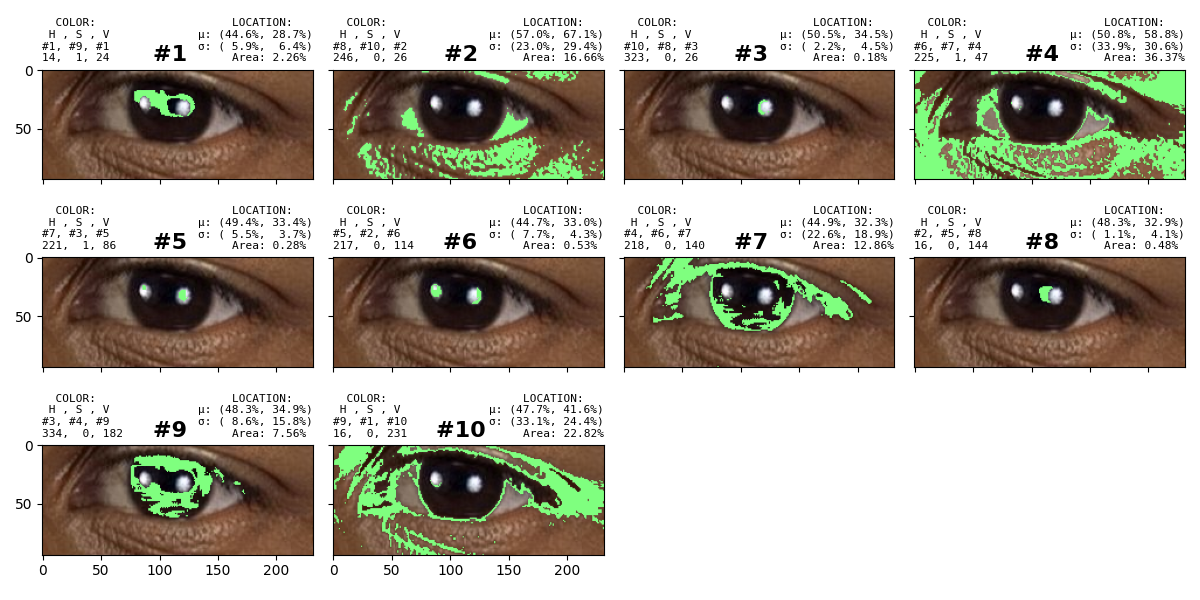 COLOR: LOCATION: COLOR: LOCATION: COLOR: LOCATION: COLOR: LOCATION:
H , S , V μ: (44.6%, 28.7%) H , S , V μ: (57.0%, 67.1%) H , S , V μ: (50.5%, 34.5%) H , S , V μ: (50.8%, 58.8%)
#1, #9, #1 #1 σ: ( 5.9%, 6.4%) #8, #10, #2 #2 σ: (23.0%, 29.4%) #10, #8, #3 #3 σ: ( 2.2%, 4.5%) #6, #7, #4 #4 σ: (33.9%, 30.6%)
14, 1, 24 Area: 2.26% 246, 0, 26 Area: 16.66% 323, 0, 26 Area: 0.18% 225, 1, 47 Area: 36.37%
0
50
COLOR: LOCATION: COLOR: LOCATION: COLOR: LOCATION: COLOR: LOCATION:
H , S , V μ: (49.4%, 33.4%) H , S , V μ: (44.7%, 33.0%) H , S , V μ: (44.9%, 32.3%) H , S , V μ: (48.3%, 32.9%)
#7, #3, #5 #5 σ: ( 5.5%, 3.7%) #5, #2, #6 #6 σ: ( 7.7%, 4.3%) #4, #6, #7 #7 σ: (22.6%, 18.9%) #2, #5, #8 #8 σ: ( 1.1%, 4.1%)
221, 1, 86 Area: 0.28% 217, 0, 114 Area: 0.53% 218, 0, 140 Area: 12.86% 16, 0, 144 Area: 0.48%
0
50
COLOR: LOCATION: COLOR: LOCATION:
H , S , V μ: (48.3%, 34.9%) H , S , V μ: (47.7%, 41.6%)
#3, #4, #9 #9 σ: ( 8.6%, 15.8%) #9, #1, #10 #10 σ: (33.1%, 24.4%)
334, 0, 182 Area: 7.56% 16, 0, 231 Area: 22.82%
0
50
0 50 100 150 200 0 50 100 150 200